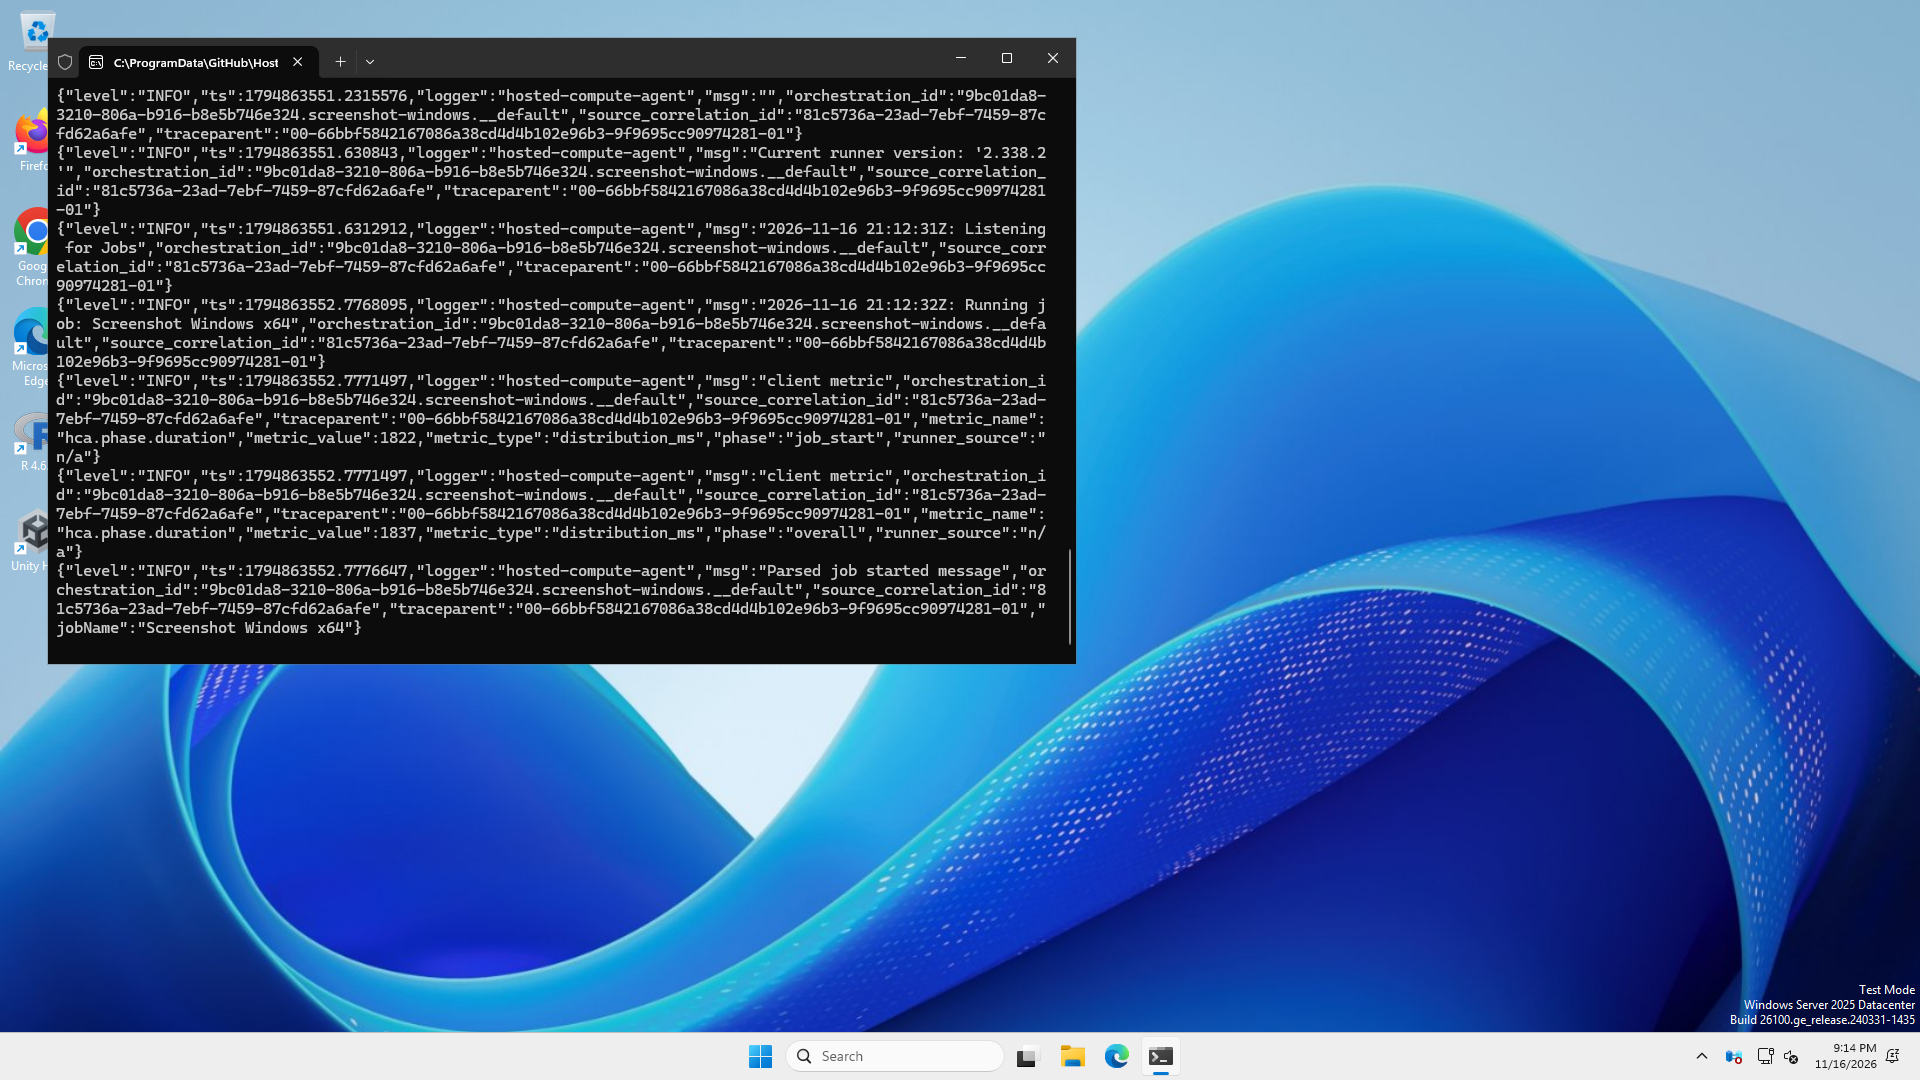 Recycle
C:\ProgramData\GitHub\Host
{"level":"INFO","ts":1794863551.2315576,"logger":"hosted-compute-agent","msg":"","orchestration_id":"9bc01da8-
3210-806a-b916-b8e5b746e324.screenshot-windows.__default","source_correlation_id":"81c5736a-23ad-7ebf-7459-87c
fd62a6afe","traceparent":"00-66bbf5842167086a38cd4d4b102e96b3-9f9695cc90974281-01"}
{"level":"INFO","ts":1794863551.630843,"logger":"hosted-compute-agent","msg":"Current runner version: '2.338.2
'","orchestration_id":"9bc01da8-3210-806a-b916-b8e5b746e324.screenshot-windows.__default","source_correlation_
id":"81c5736a-23ad-7ebf-7459-87cfd62a6afe","traceparent":"00-66bbf5842167086a38cd4d4b102e96b3-9f9695cc90974281
-01"}
{"level":"INFO","ts":1794863551.6312912,"logger":"hosted-compute-agent","msg":"2026-11-16 21:12:31Z: Listening
 for Jobs","orchestration_id":"9bc01da8-3210-806a-b916-b8e5b746e324.screenshot-windows.__default","source_corr
elation_id":"81c5736a-23ad-7ebf-7459-87cfd62a6afe","traceparent":"00-66bbf5842167086a38cd4d4b102e96b3-9f9695cc
90974281-01"}
{"level":"INFO","ts":1794863552.7768095,"logger":"hosted-compute-agent","msg":"2026-11-16 21:12:32Z: Running j
ob: Screenshot Windows x64","orchestration_id":"9bc01da8-3210-806a-b916-b8e5b746e324.screenshot-windows.__defa
ult","source_correlation_id":"81c5736a-23ad-7ebf-7459-87cfd62a6afe","traceparent":"00-66bbf5842167086a38cd4d4b
102e96b3-9f9695cc90974281-01"}
{"level":"INFO","ts":1794863552.7771497,"logger":"hosted-compute-agent","msg":"client metric","orchestration_i
d":"9bc01da8-3210-806a-b916-b8e5b746e324.screenshot-windows.__default","source_correlation_id":"81c5736a-23ad-
7ebf-7459-87cfd62a6afe","traceparent":"00-66bbf5842167086a38cd4d4b102e96b3-9f9695cc90974281-01","metric_name":
"hca.phase.duration","metric_value":1822,"metric_type":"distribution_ms","phase":"job_start","runner_source":"
n/a"}
{"level":"INFO","ts":1794863552.7771497,"logger":"hosted-compute-agent","msg":"client metric","orchestration_i
d":"9bc01da8-3210-806a-b916-b8e5b746e324.screenshot-windows.__default","source_correlation_id":"81c5736a-23ad-
7ebf-7459-87cfd62a6afe","traceparent":"00-66bbf5842167086a38cd4d4b102e96b3-9f9695cc90974281-01","metric_name":
"hca.phase.duration","metric_value":1837,"metric_type":"distribution_ms","phase":"overall","runner_source":"n/
a"}
{"level":"INFO","ts":1794863552.7776647,"logger":"hosted-compute-agent","msg":"Parsed job started message","or
chestration_id":"9bc01da8-3210-806a-b916-b8e5b746e324.screenshot-windows.__default","source_correlation_id":"8
1c5736a-23ad-7ebf-7459-87cfd62a6afe","traceparent":"00-66bbf5842167086a38cd4d4b102e96b3-9f9695cc90974281-01","
jobName":"Screenshot Windows x64"}
Firefo
Goog
Chron
Micros
Edge
R 4.6.
Unity H
Test Mode
Windows Server 2025 Datacenter
Build 26100.ge_release.240331-1435
Search
9:14 PM
11/16/2026